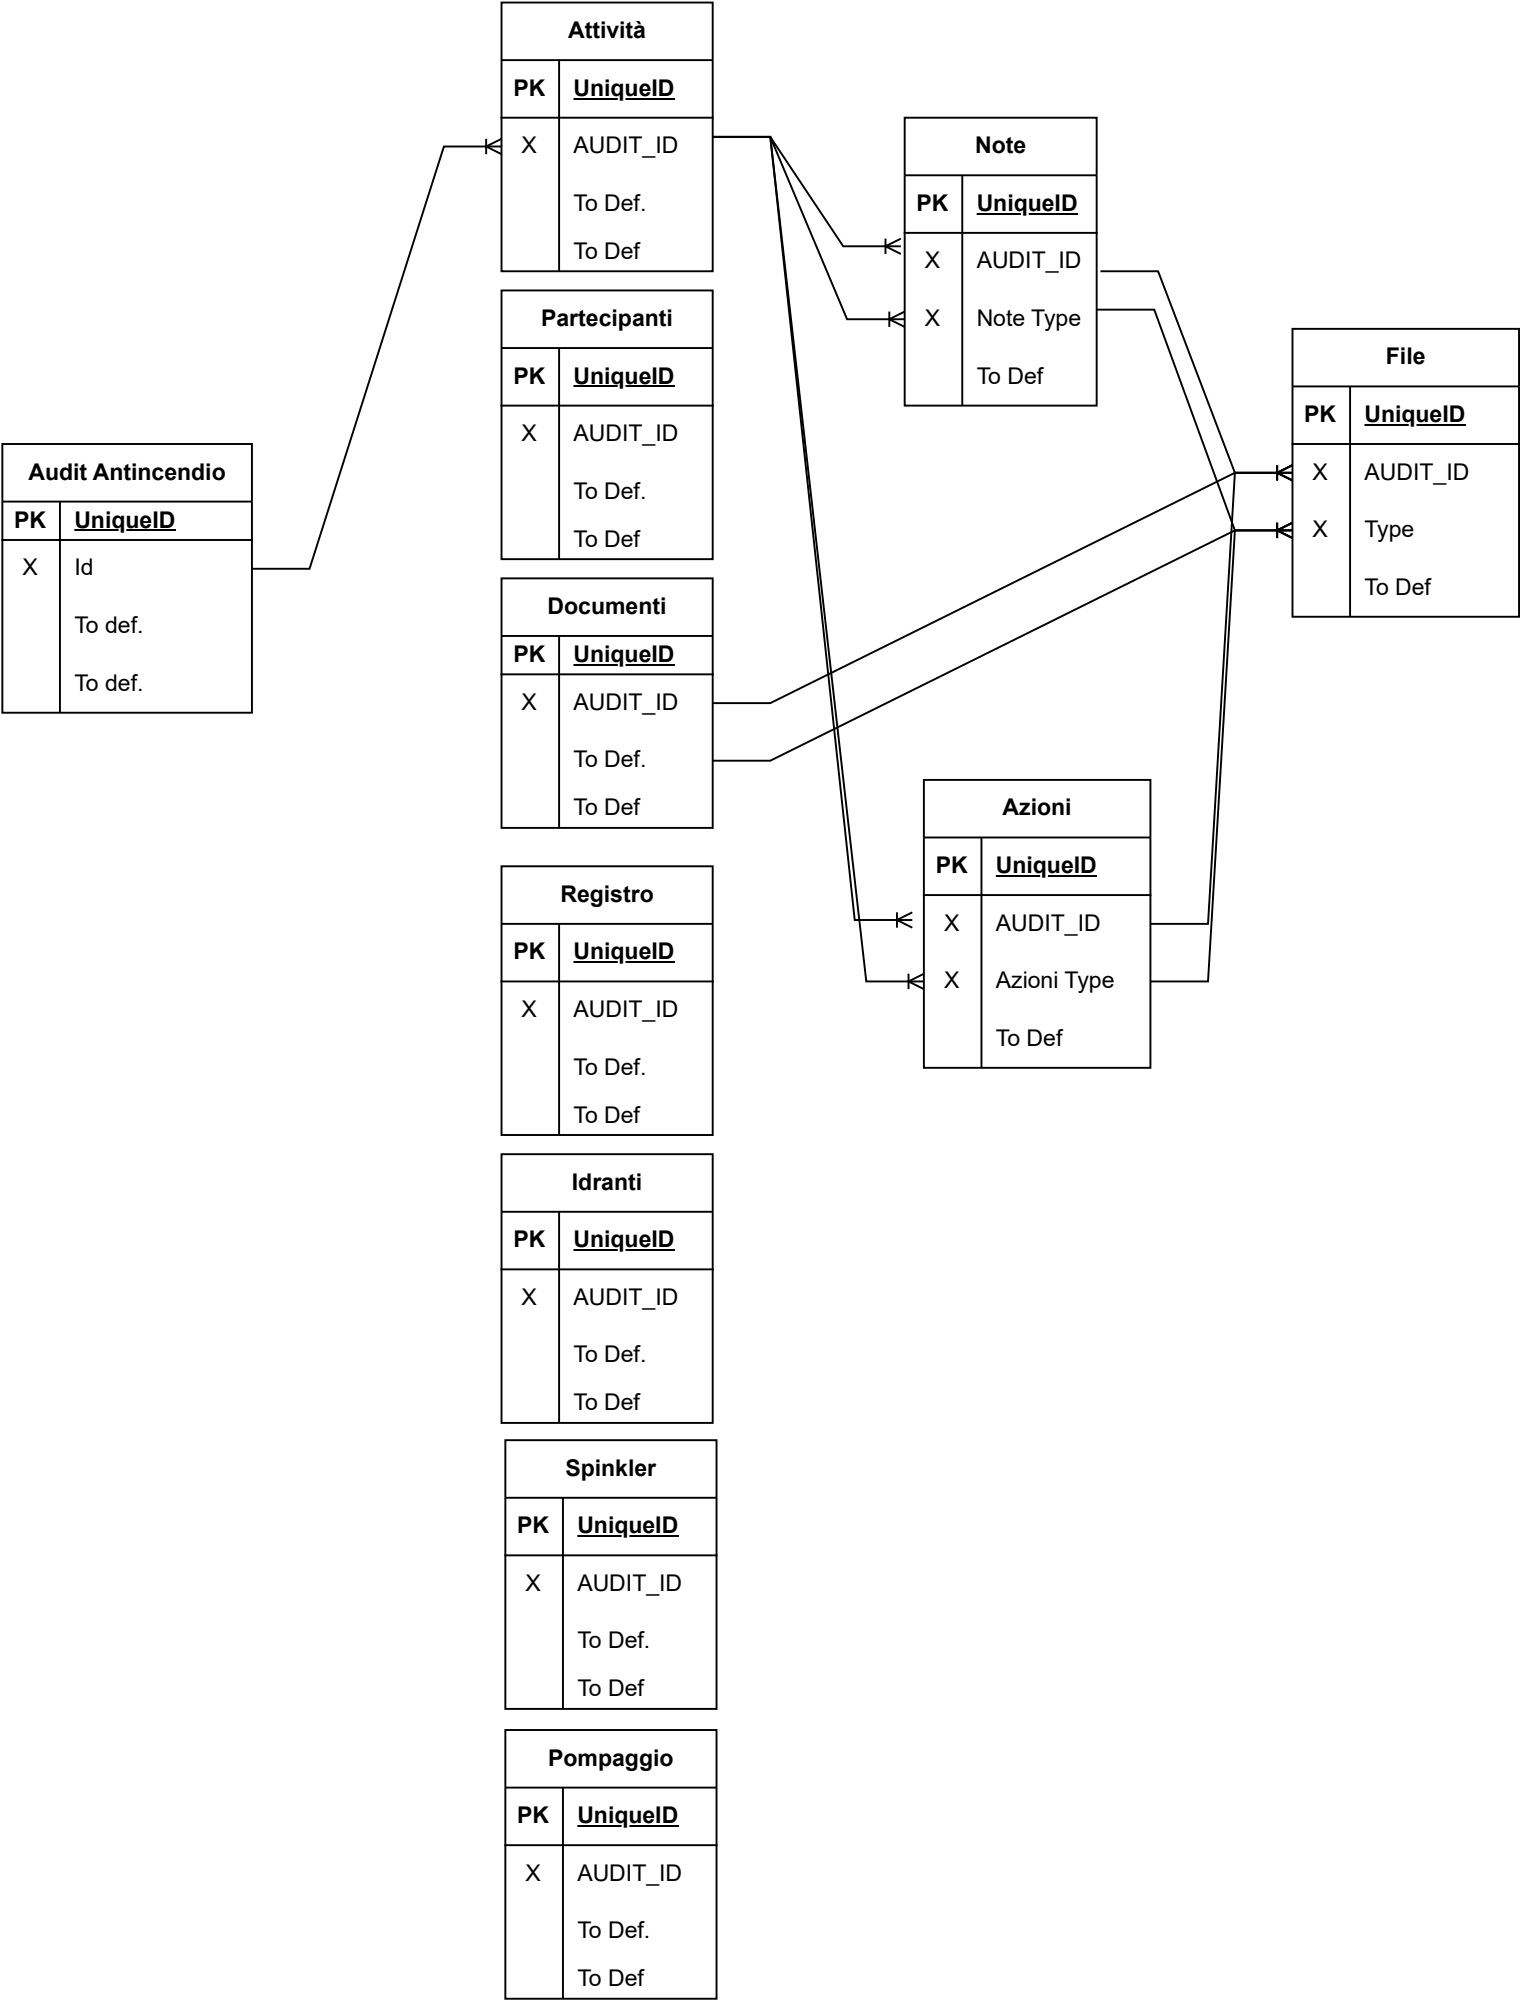 Attività
PK UniqueID
X AUDIT_ID
To Def.
To Def
Partecipanti
PK UniqueID
X AUDIT_ID
To Def.
To Def
Audit Antincendio
PK UniqueID
X Id
To def.
To def.
Documenti
PK UniqueID
X AUDIT_ID
To Def.
To Def
Registro
PK UniqueID
X AUDIT_ID
To Def.
To Def
Idranti
PK UniqueID
X AUDIT_ID
To Def.
To Def
Spinkler
PK UniqueID
X AUDIT_ID
To Def.
To Def
Pompaggio
PK UniqueID
X AUDIT_ID
To Def.
To Def
Note
PK UniqueID
X AUDIT_ID
X Note Type
To Def
Azioni
PK UniqueID
X AUDIT_ID
X Azioni Type
To Def
File
PK UniqueID
X AUDIT_ID
X Type
To Def